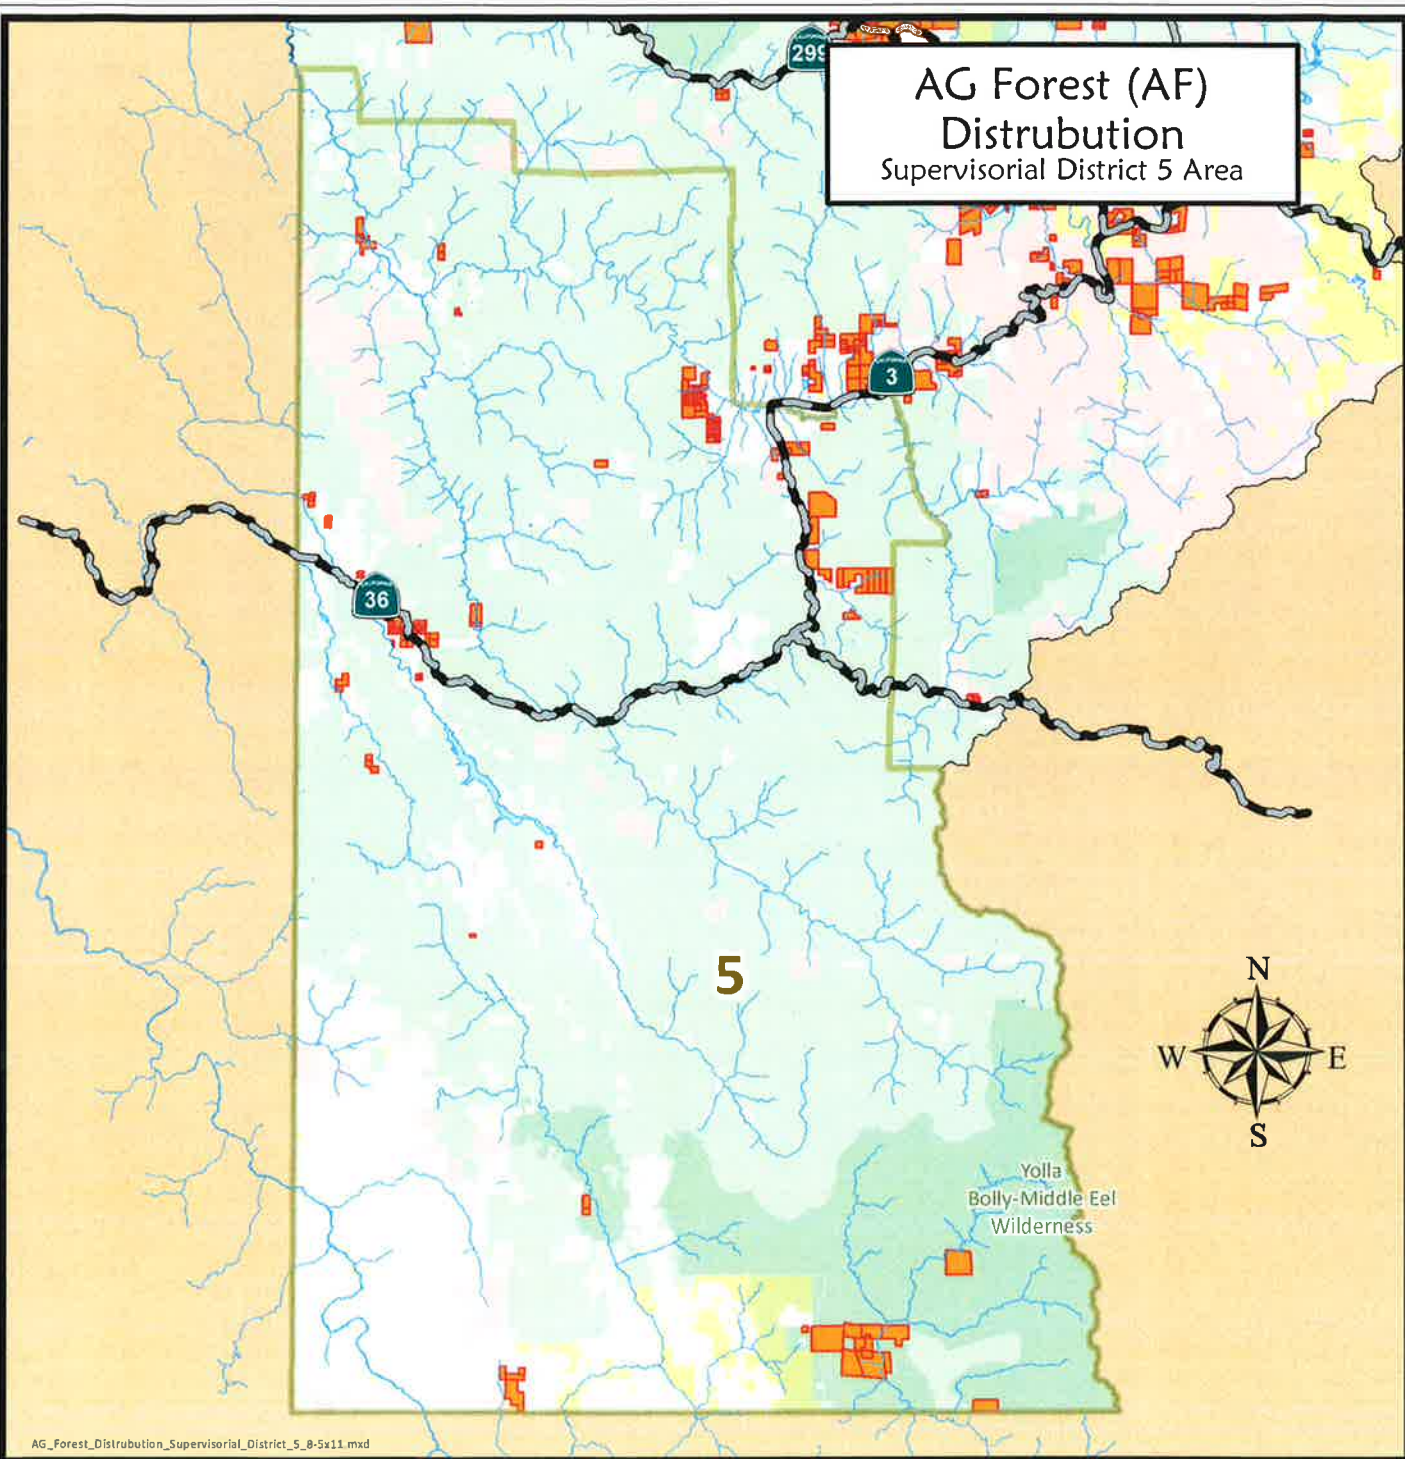 299
AG Forest (AF)
Distrubution
Supervisorial District 5 Area
3
36
5
N
W E
S
Yolla
Bolly-Middle Eel
Wilderness
AG_Forest_Distrubution_Supervisorial_District_5_8-5x11.mxd